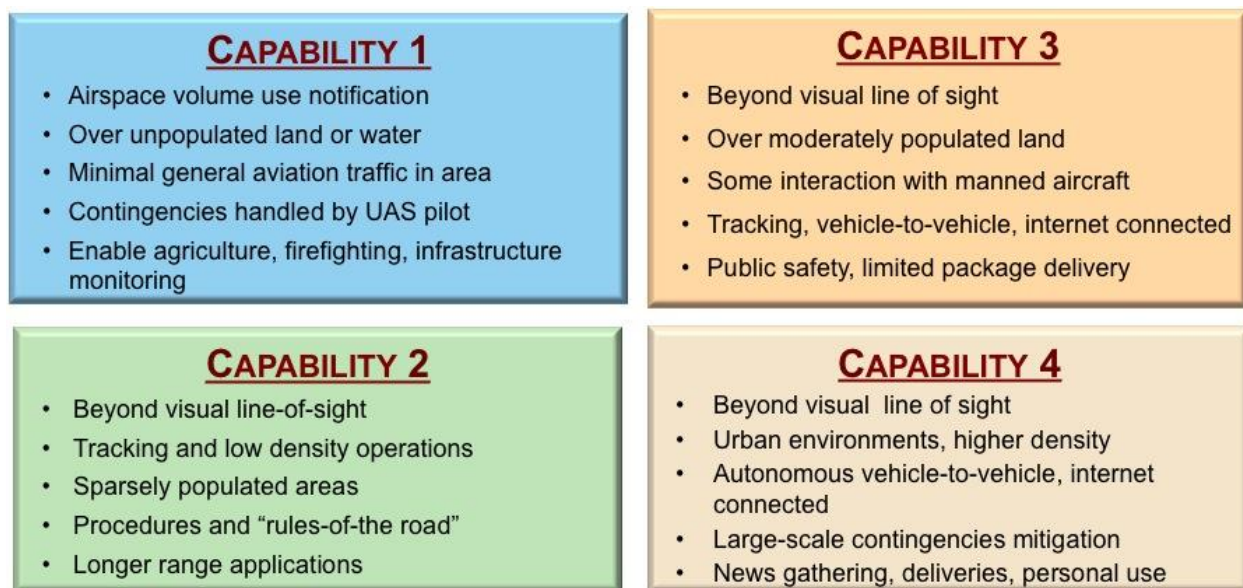 CAPABILITY 1
• Airspace volume use notification
• Over unpopulated land or water
• Minimal general aviation traffic in area
• Contingencies handled by UAS pilot
• Enable agriculture, firefighting, infrastructure
monitoring
CAPABILITY 3
• Beyond visual line of sight
• Over moderately populated land
• Some interaction with manned aircraft
• Tracking, vehicle-to-vehicle, internet connected
• Public safety, limited package delivery
CAPABILITY 2
• Beyond visual line-of-sight
• Tracking and low density operations
• Sparsely populated areas
• Procedures and “rules-of-the road”
• Longer range applications
CAPABILITY 4
• Beyond visual line of sight
• Urban environments, higher density
• Autonomous vehicle-to-vehicle, internet
connected
• Large-scale contingencies mitigation
• News gathering, deliveries, personal use